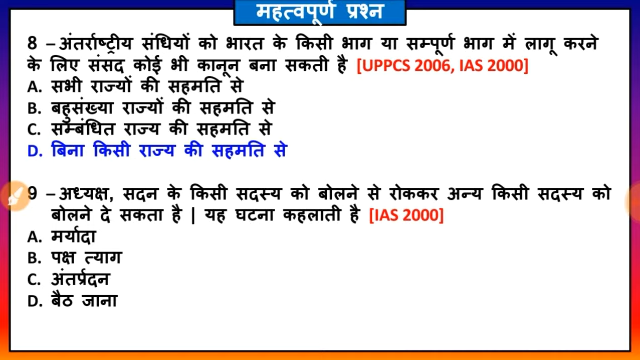 महत्वपूर्ण प्रश्न
8 – अंतर्राष्ट्रीय संधियों को भारत के किसी भाग या सम्पूर्ण भाग में लागू करने
के लिए संसद कोई भी कानून बना सकती है [UPPCS 2006, IAS 2000]
A. सभी राज्यों की सहमति से
B. बहुसंख्या राज्यों की सहमति से
C. सम्बंधित राज्य की सहमति से
D. बिना किसी राज्य की सहमति से
9 – अध्यक्ष, सदन के किसी सदस्य को बोलने से रोककर अन्य किसी सदस्य को
बोलने दे सकता है | यह घटना कहलाती है [IAS 2000]
A. मर्यादा
B. पक्ष त्याग
C. अंतर्प्रदन
D. बैठ जाना